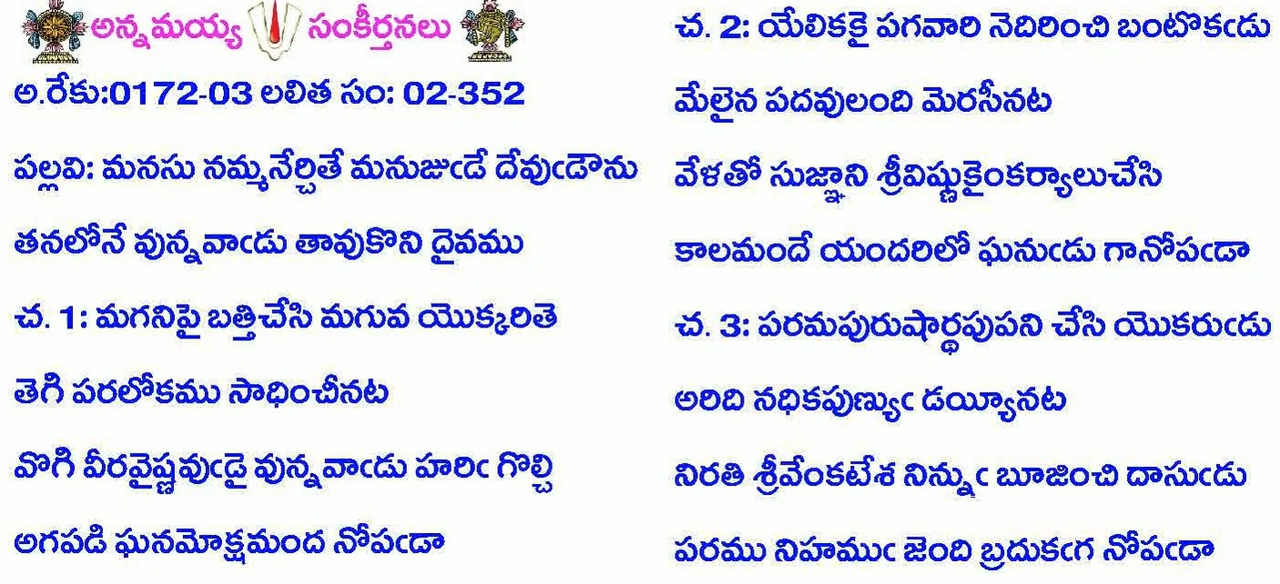 అన్నమయ్య సంకీర్తనలు
అ.రేకు:0172-03 లలిత సం: 02-352
పల్లవి: మనసు నమ్మనేర్చితే మనుజుఁడే దేవుఁడౌను
తనలోనే వున్నవాఁడు తావుకొని దైవము
చ. 1: మగనిపై బత్తిచేసి మగువ యొక్కరితె
తెగి పరలోకము సాధించీనట
వొగి వీరవైష్ణవుఁడై వున్నవాఁడు హరిఁ గొల్చి
అగపడి ఘనమోక్షమంద నోపఁడా
చ. 2: యేలికకై పగవారి నెదిరించి బంటొకఁడు
మేలైన పదవులంది మెరసీనట
వేళతో సుజ్ఞాని శ్రీవిష్ణుకైంకర్యాలుచేసి
కాలమందే యందరిలో ఘనుఁడు గానోపఁడా
చ. 3: పరమపురుషార్థపుపని చేసి యొకరుఁడు
అరిది నధికపుణ్యుఁ డయ్యీనట
నిరతి శ్రీవేంకటేశ నిన్నుఁ బూజించి దాసుఁడు
పరము నిహముఁ జెంది బ్రదుకఁగ నోపఁడా